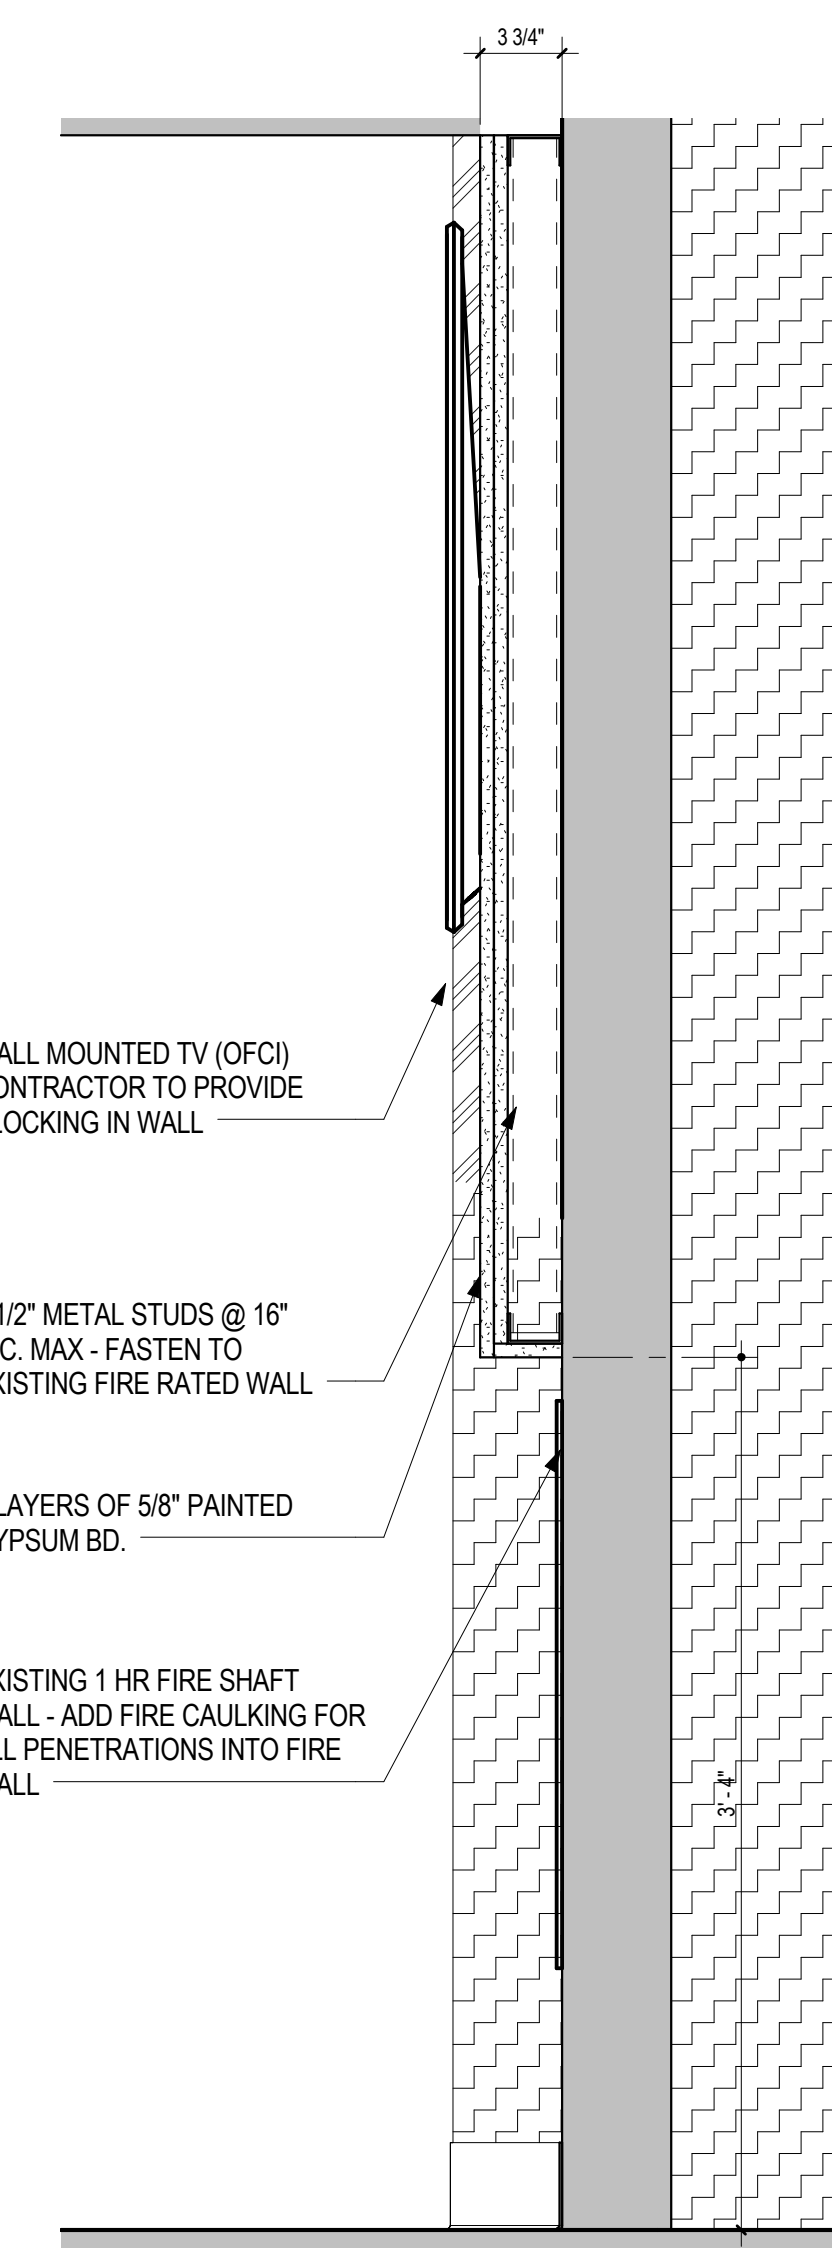 3 3/4"
ALL MOUNTED TV (OFCI)
ONTRACTOR TO PROVIDE
LOCKING IN WALL
1/2" METAL STUDS @ 16"
C. MAX - FASTEN TO
XISTING FIRE RATED WALL
LAYERS OF 5/8" PAINTED
YPSUM BD.
XISTING 1 HR FIRE SHAFT
ALL - ADD FIRE CAULKING FOR
LL PENETRATIONS INTO FIRE
ALL
3' - 4"